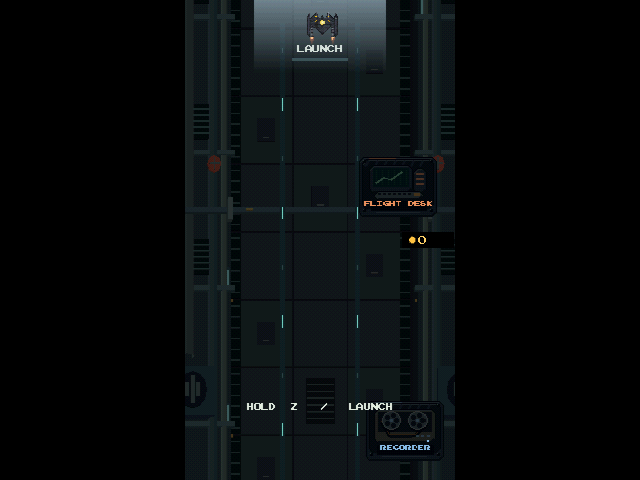 LAUNCH
FLIGHT DESK
0
HOLD Z / LAUNCH
RECORDER